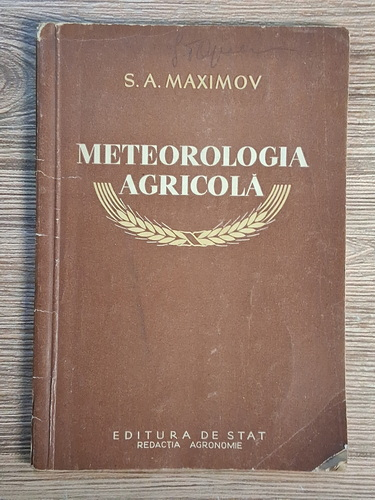 S. A. MAXIMOV
METEOROLOGIA
AGRICOLĂ
EDITURA DE STAT
REDACȚIA AGRONOMIE